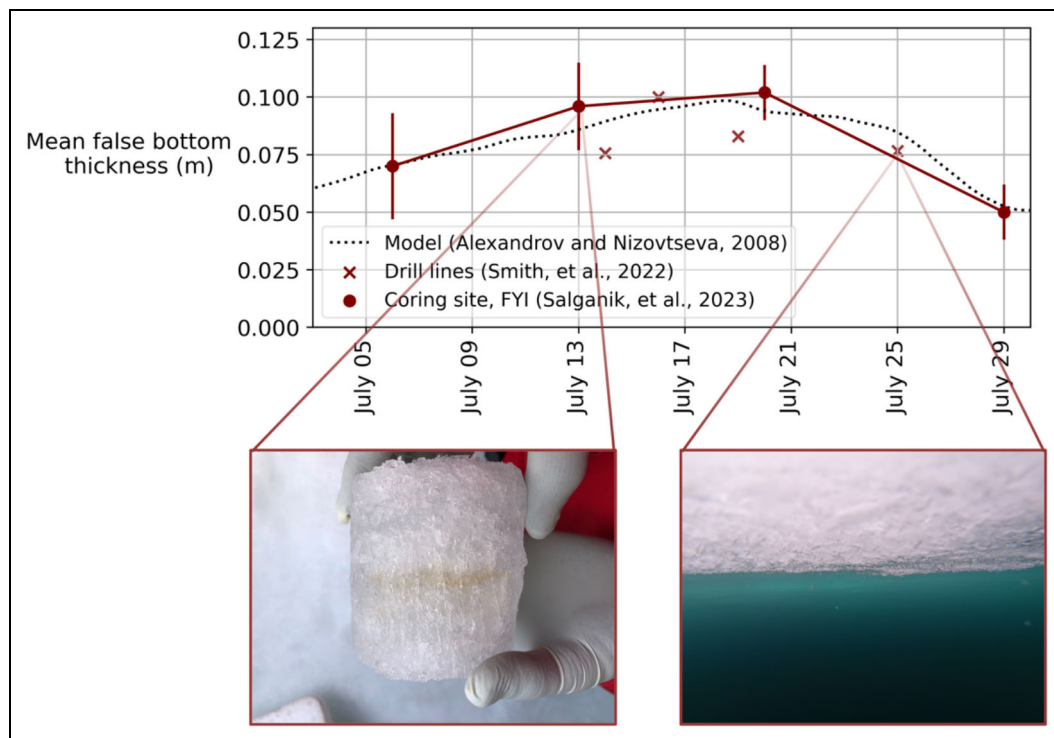 0.125
0.100
0.075
0.050
0.025
0.000
Mean false bottom
thickness (m)
Model (Alexandrov and Nizovtseva, 2008)
Drill lines (Smith, et al., 2022)
Coring site, FYI (Salganik, et al., 2023)
July 05
July 09
July 13
July 17
July 21
July 25
July 29